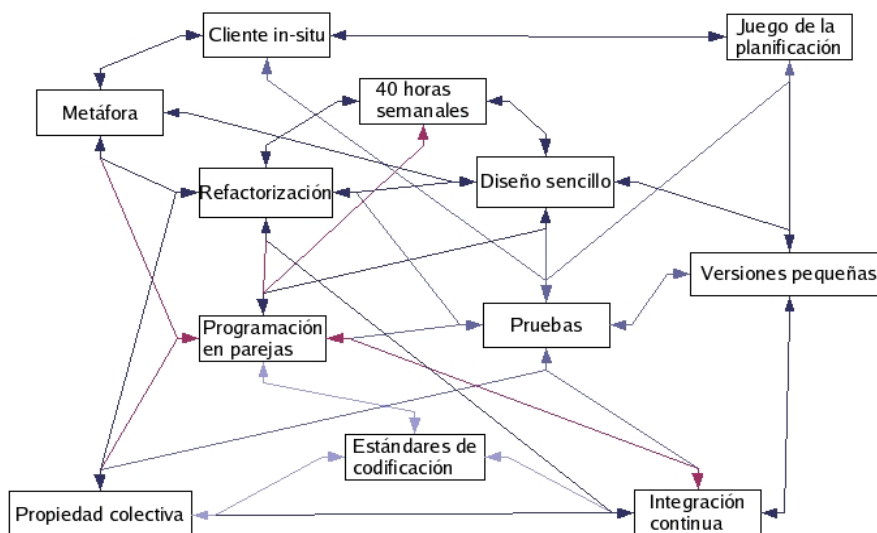 Cliente in-situ
Juego de la
planificación
40 horas
semanales
Metáfora
Refactorización
Diseño sencillo
Versiones pequeñas
Programación
en parejas
Pruebas
Estándares de
codificación
Propiedad colectiva
Integración
continua